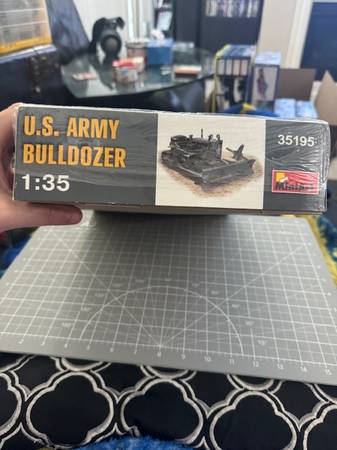 U.S. ARMY
BULLDOZER
1:35
35195
MiniArt